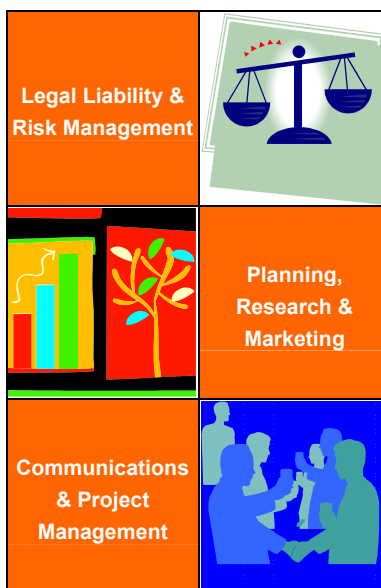 Legal Liability &
Risk Management
Planning,
Research &
Marketing
Communications
& Project
Management